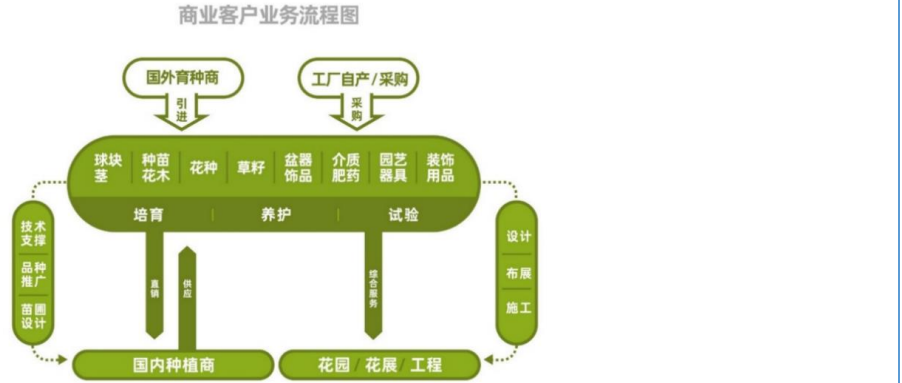 商业客户业务流程图
国外育种商
工厂自产/采购
引
进
采
购
球块
茎
种苗
花木
花种
草籽
盆器
饰品
介质
肥药
园艺
器具
装饰
用品
培育
养护
试验
技术
支撑
品种
推广
苗圃
设计
直
销
供
应
综
合
服
务
设计
布展
施工
国内种植商
花园/花展/工程